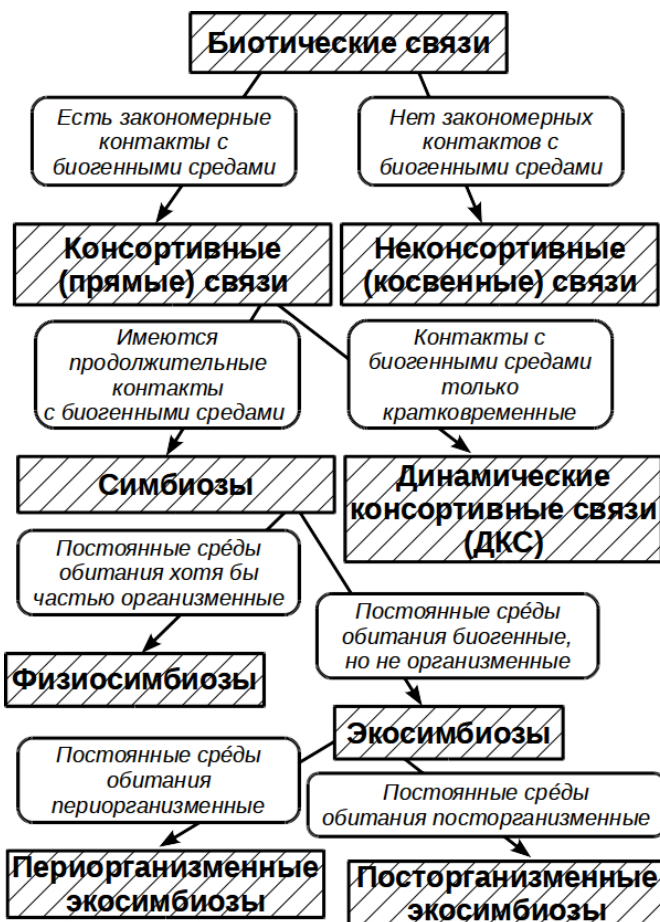 Биотические связи
Есть закономерные
контакты с
биогенными средами
Нет закономерных
контактов с
биогенными средами
Консортивные
(прямые) связи
Неконсортивные
(косвенные) связи
Имеются
продолжительные
контакты
с биогенными средами
Контакты с
биогенными средами
только
кратковременные
Симбиозы
Динамические
консортивные связи
(ДКС)
Постоянные сре́ды
обитания хотя бы
частью организменные
Постоянные сре́ды
обитания биогенные,
но не организменные
Физиосимбиозы
Экосимбиозы
Постоянные сре́ды
обитания
периорганизменные
Постоянные сре́ды
обитания посторганизменные
Периорганизменные
экосимбиозы
Посторганизменные
экосимбиозы